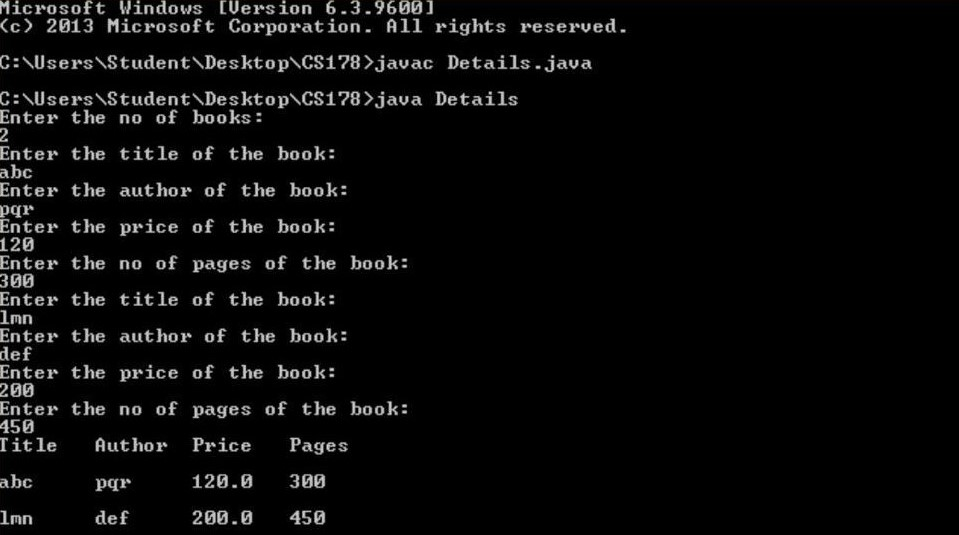 Microsoft Windows [Version 6.3.9600]
(c) 2013 Microsoft Corporation. All rights reserved.
C:\Users\Student\Desktop\CS178>javac Details.java
C:\Users\Student\Desktop\CS178>java Details
Enter the no of books:
2
Enter the title of the book:
abc
Enter the author of the book:
pqr
Enter the price of the book:
120
Enter the no of pages of the book:
300
Enter the title of the book:
lmn
Enter the author of the book:
def
Enter the price of the book:
200
Enter the no of pages of the book:
450
Title Author Price Pages
abc pqr 120.0 300
lmn def 200.0 450